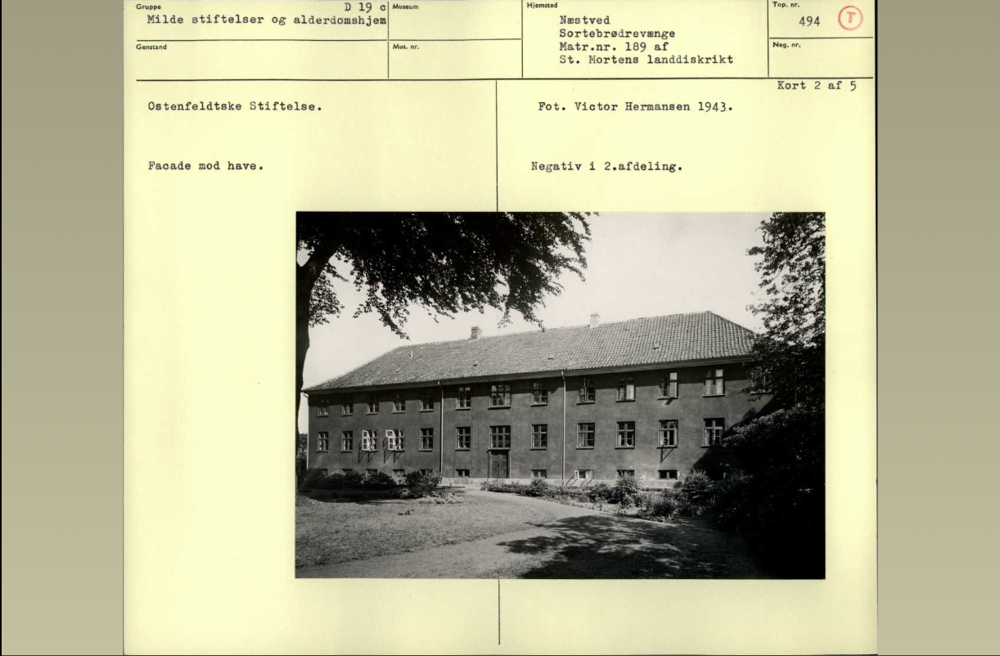 Gruppe
D 19 c
Milde stiftelser og alderdomshjem
Genstand
Museum
Mus. nr.
Hjemsted
Næstved
Sortebrødrevænge
Matr.nr. 189 af
St. Mortens landdiskrikt
Top. nr.
494
T
Neg. nr.
Kort 2 af 5
Ostenfeldtske Stiftelse.
Fot. Victor Hermansen 1943.
Facade mod have.
Negativ i 2.afdeling.